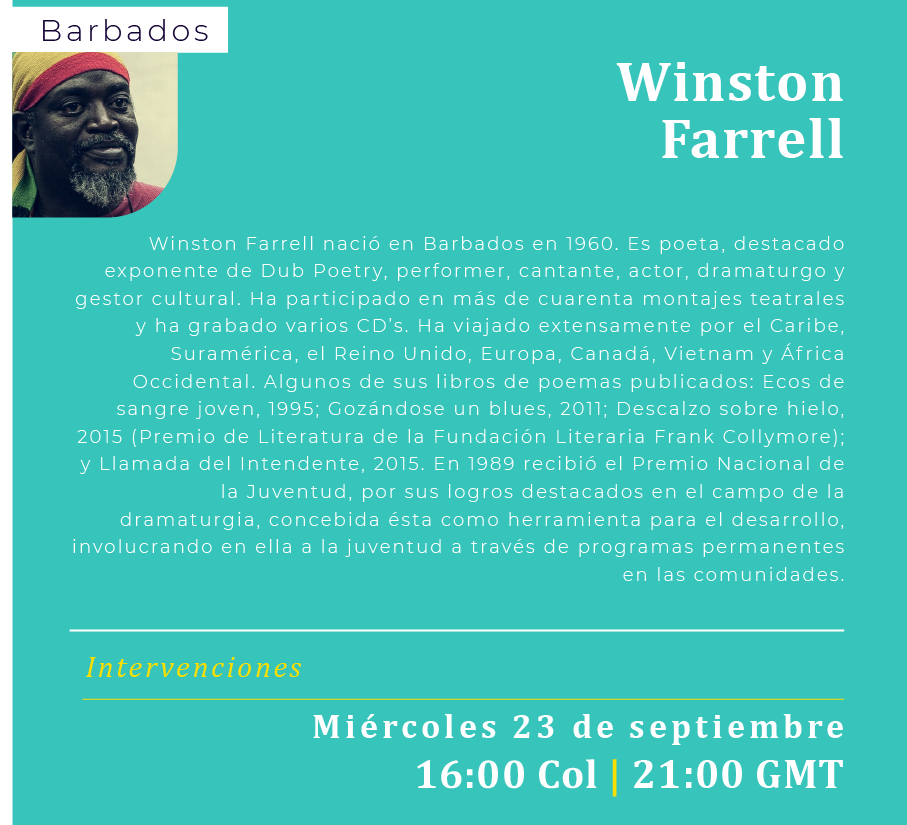 Barbados
Winston
Farrell
Winston Farrell nació en Barbados en 1960. Es poeta, destacado
exponente de Dub Poetry, performer, cantante, actor, dramaturgo y
gestor cultural. Ha participado en más de cuarenta montajes teatrales
y ha grabado varios CD's. Ha viajado extensamente por el Caribe,
Suramérica, el Reino Unido, Europa, Canadá, Vietnam y África
Occidental. Algunos de sus libros de poemas publicados: Ecos de
sangre joven, 1995; Gozándose un blues, 2011; Descalzo sobre hielo,
2015 (Premio de Literatura de la Fundación Literaria Frank Collymore);
y Llamada del Intendente, 2015. En 1989 recibió el Premio Nacional de
la Juventud, por sus logros destacados en el campo de la
dramaturgia, concebida ésta como herramienta para el desarrollo,
involucrando en ella a la juventud a través de programas permanentes
en las comunidades.
Intervenciones
Miércoles 23 de septiembre
16:00 Col | 21:00 GMT